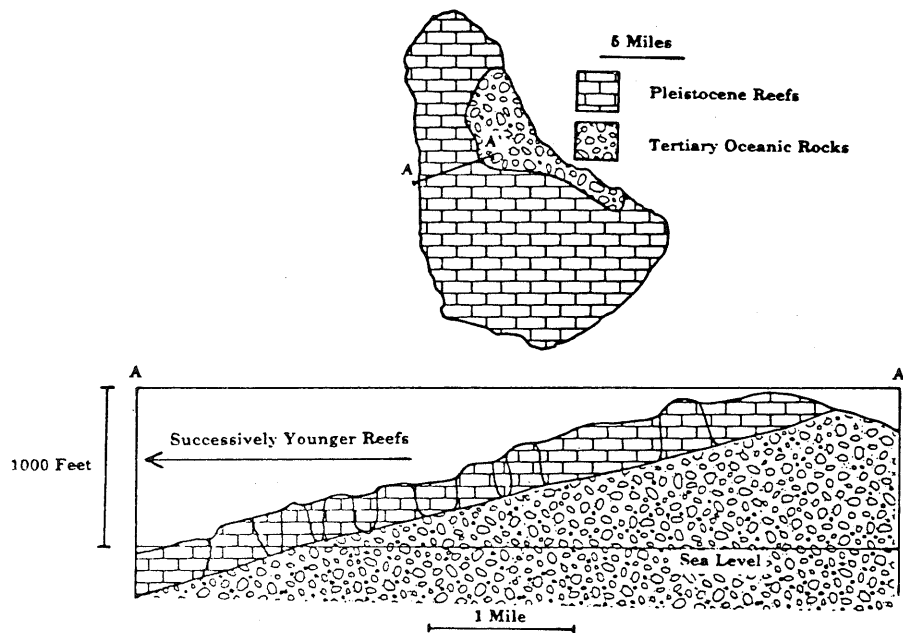 5 Miles
Pleistocene Reefs
Tertiary Oceanic Rocks
A'
A
A
A
Successively Younger Reefs
1000 Feet
Sea Level
1 Mile